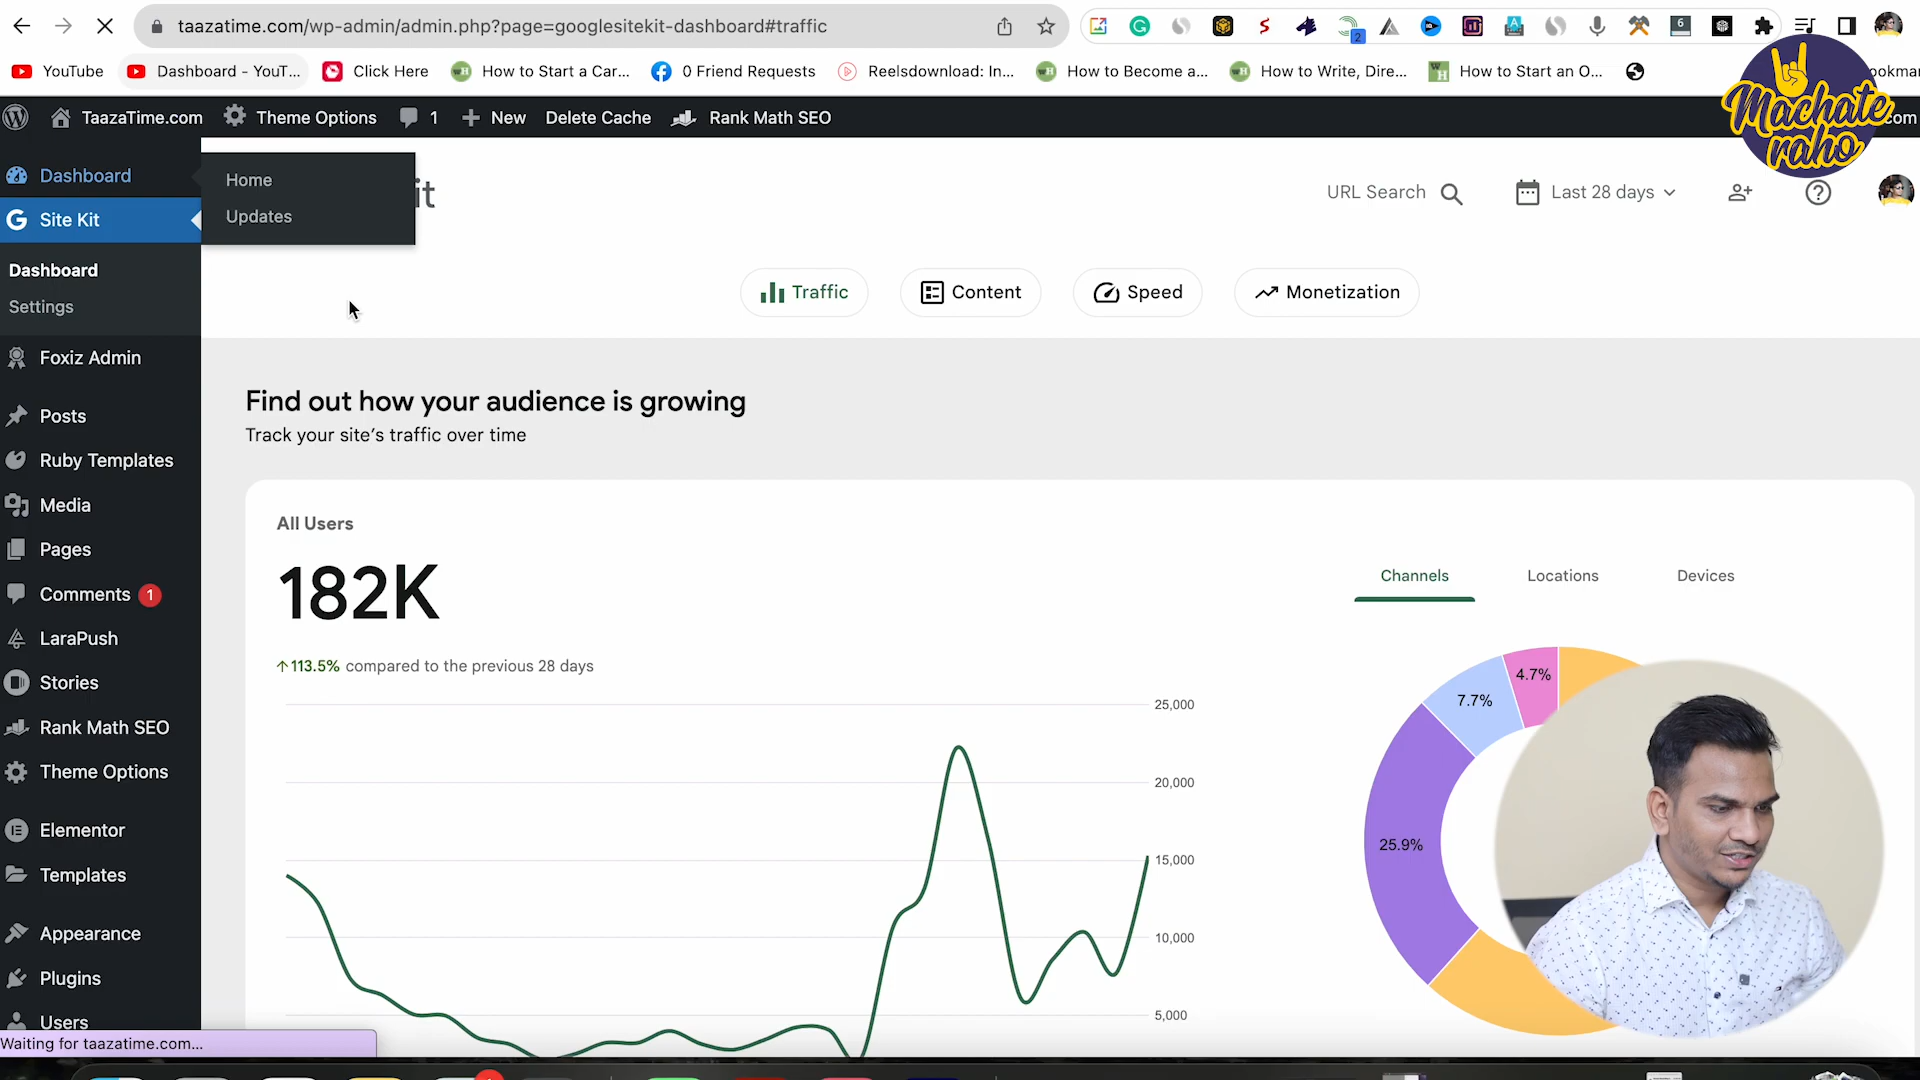 taazatime.com/wp-admin/admin.php?page=googlesitekit-dashboard#traffic
2
6
YouTube
Dashboard - YouT...
Click Here
How to Start a Car...
0 Friend Requests
Reelsdownload: In...
How to Become a...
How to Write, Dire...
How to Start an O...
Machate
raho
TaazaTime.com
Theme Options
1
New
Delete Cache
Rank Math SEO
Dashboard
Home
Updates
Site Kit
Dashboard
Settings
Foxiz Admin
Posts
Ruby Templates
Media
Pages
Comments 1
LaraPush
Stories
Rank Math SEO
Theme Options
Elementor
Templates
Appearance
Plugins
Users
Waiting for taazatime.com...
URL Search
Last 28 days
Traffic
Content
Speed
Monetization
Find out how your audience is growing
Track your site's traffic over time
All Users
182K
113.5% compared to the previous 28 days
25,000
20,000
15,000
10,000
5,000
Channels
Locations
Devices
4.7%
7.7%
25.9%